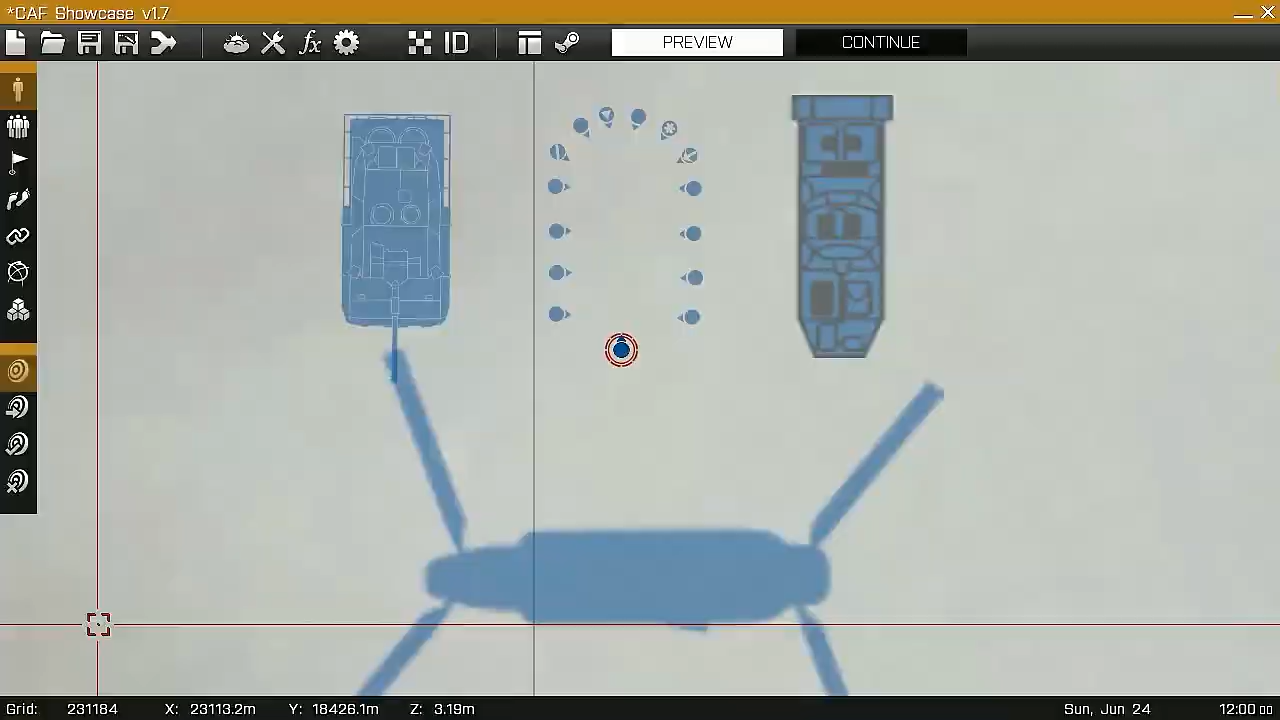 *CAF Showcase v1.7
fx
ID
PREVIEW
CONTINUE
Grid: 231184 X: 23113.2m Y: 18426.1m Z: 3.19m Sun, Jun 24 12:00 00